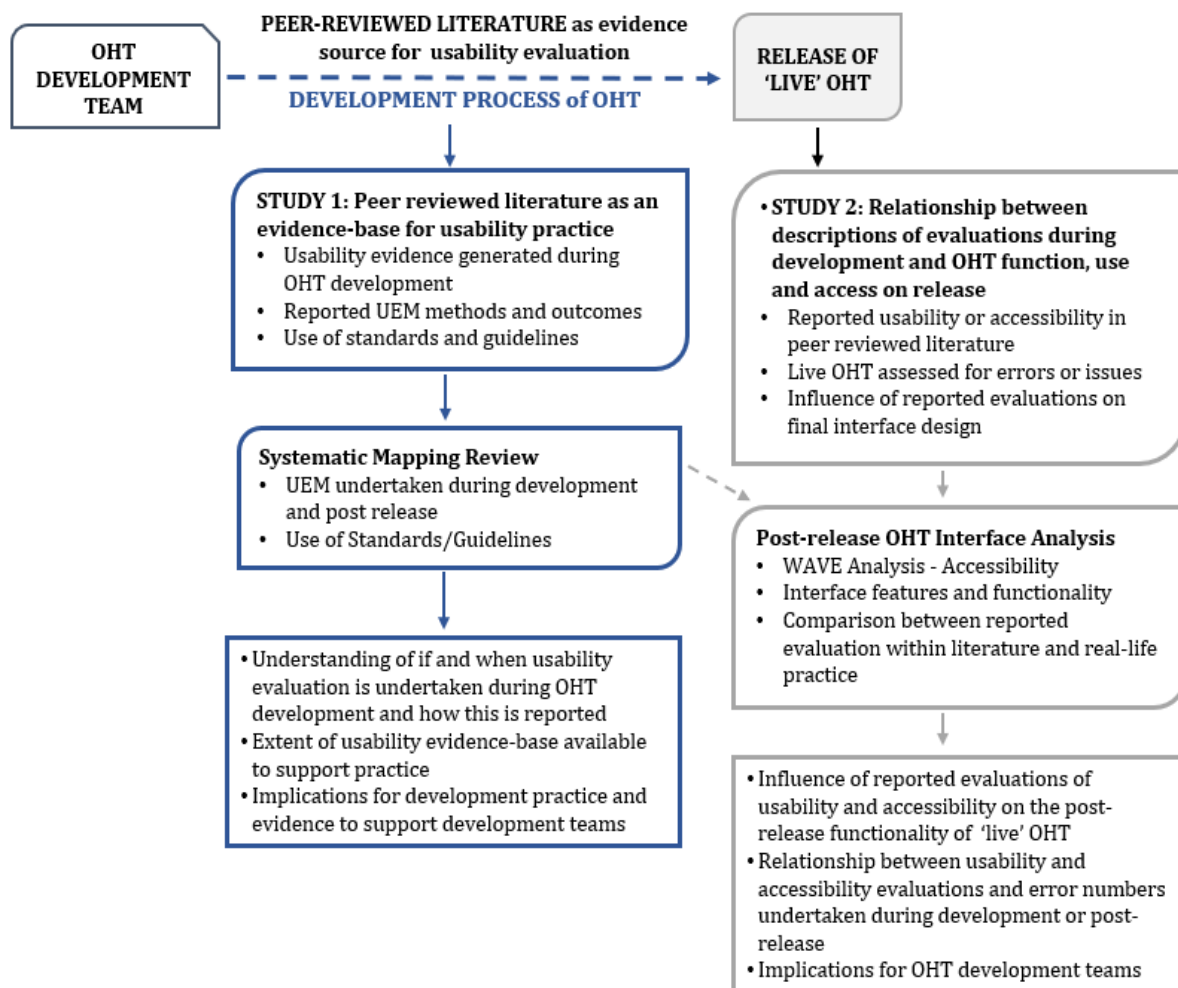 OHT
DEVELOPMENT
TEAM
PEER-REVIEWED LITERATURE as evidence
source for usability evaluation
DEVELOPMENT PROCESS of OHT
RELEASE OF
‘LIVE’ OHT
STUDY 1: Peer reviewed literature as an
evidence-base for usability practice
• Usability evidence generated during
OHT development
• Reported UEM methods and outcomes
• Use of standards and guidelines
Systematic Mapping Review
• UEM undertaken during development
and post release
• Use of Standards/Guidelines
• Understanding of if and when usability
evaluation is undertaken during OHT
development and how this is reported
• Extent of usability evidence-base available
to support practice
• Implications for development practice and
evidence to support development teams
• STUDY 2: Relationship between
descriptions of evaluations during
development and OHT function, use
and access on release
• Reported usability or accessibility in
peer reviewed literature
• Live OHT assessed for errors or issues
• Influence of reported evaluations on
final interface design
Post-release OHT Interface Analysis
• WAVE Analysis - Accessibility
• Interface features and functionality
• Comparison between reported
evaluation within literature and real-life
practice
• Influence of reported evaluations of
usability and accessibility on the post-
release functionality of ‘live’ OHT
• Relationship between usability and
accessibility evaluations and error numbers
undertaken during development or post-
release
• Implications for OHT development teams